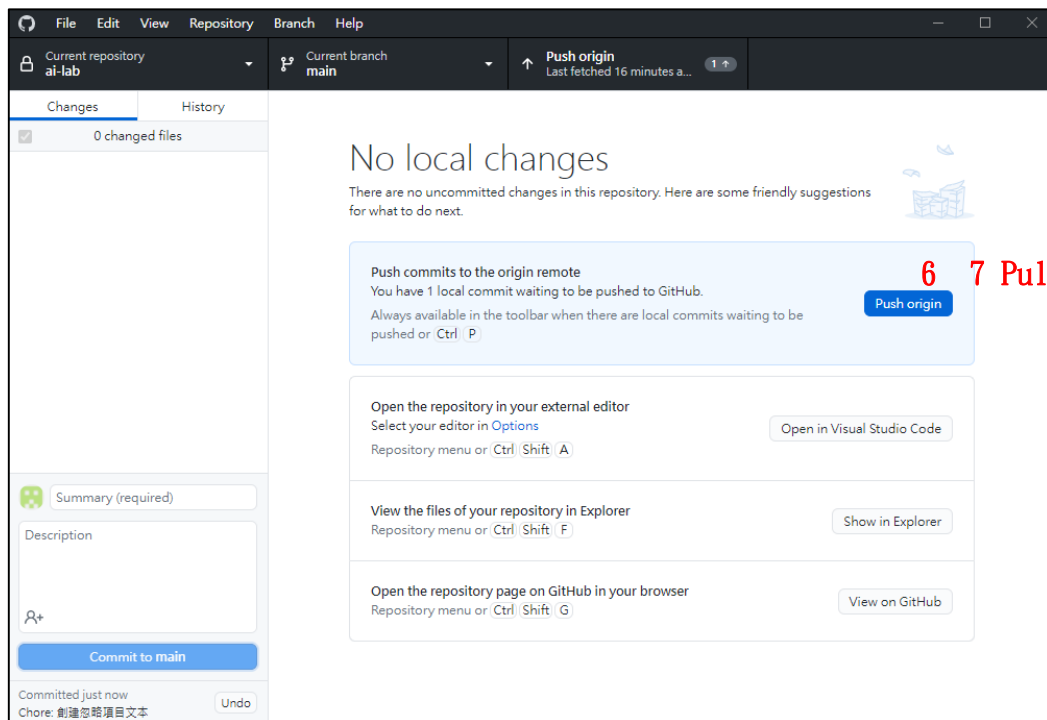 File Edit View Repository Branch Help
Current repository
ai-lab
Current branch
main
Push origin
Last fetched 16 minutes a...
1
Changes History
0 changed files
No local changes
There are no uncommitted changes in this repository. Here are some friendly suggestions
for what to do next.
Push commits to the origin remote
You have 1 local commit waiting to be pushed to GitHub.
Always available in the toolbar when there are local commits waiting to be
pushed or Ctrl P
Push origin
6 7 Pul
Open the repository in your external editor
Select your editor in Options
Repository menu or Ctrl Shift A
Open in Visual Studio Code
View the files of your repository in Explorer
Repository menu or Ctrl Shift F
Show in Explorer
Open the repository page on GitHub in your browser
Repository menu or Ctrl Shift G
View on GitHub
Summary (required)
Description
Commit to main
Committed just now
Chore: 創建忽略項目文本
Undo